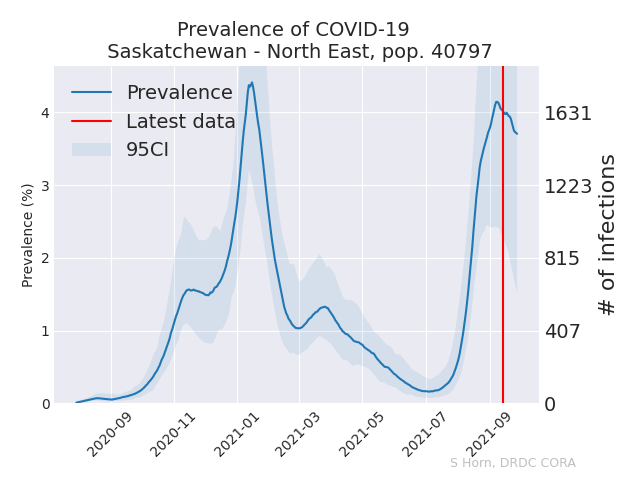 Prevalence of COVID-19
Saskatchewan - North East, pop. 40797
Prevalence
Latest data
95CI
Prevalence (%)
4
3
2
1
0
1631
1223
815
407
0
# of infections
2020-09
2020-11
2021-01
2021-03
2021-05
2021-07
2021-09
S Horn, DRDC CORA